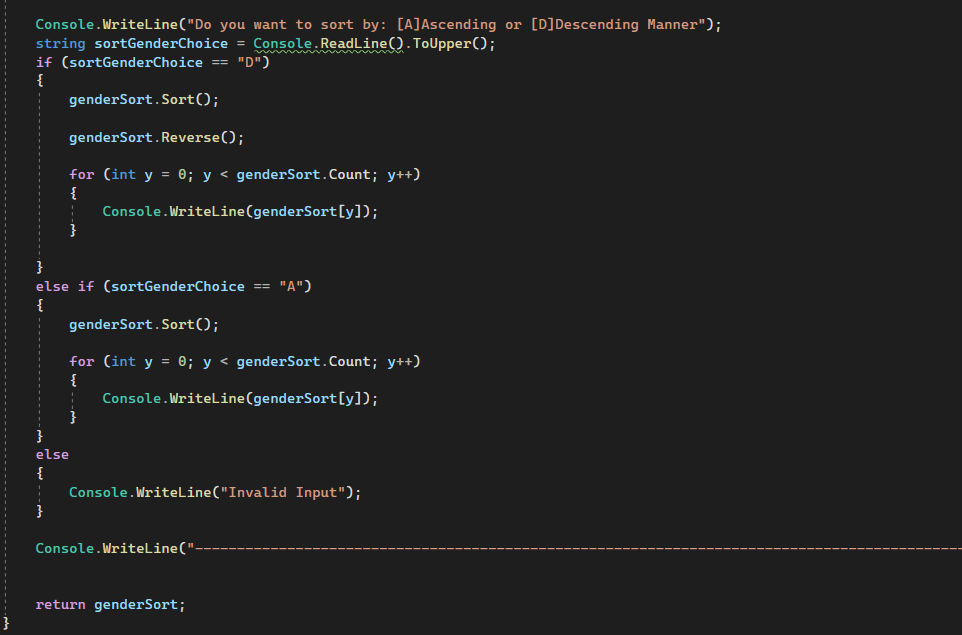 Console.WriteLine("Do you want to sort by: [A]Ascending or [D]Descending Manner");
string sortGenderChoice = Console.ReadLine().ToUpper();
if (sortGenderChoice == "D")
{
genderSort.Sort();
genderSort.Reverse();
for (int y = 0; y < genderSort.Count; y++)
{
Console.WriteLine(genderSort[y]);
}
}
else if (sortGenderChoice == "A")
{
genderSort.Sort();
for (int y = 0; y < genderSort.Count; y++)
{
Console.WriteLine(genderSort[y]);
}
}
else
{
Console.WriteLine("Invalid Input");
}
Console.WriteLine("--------------------------------------------------------------------------------------------
return genderSort;
}